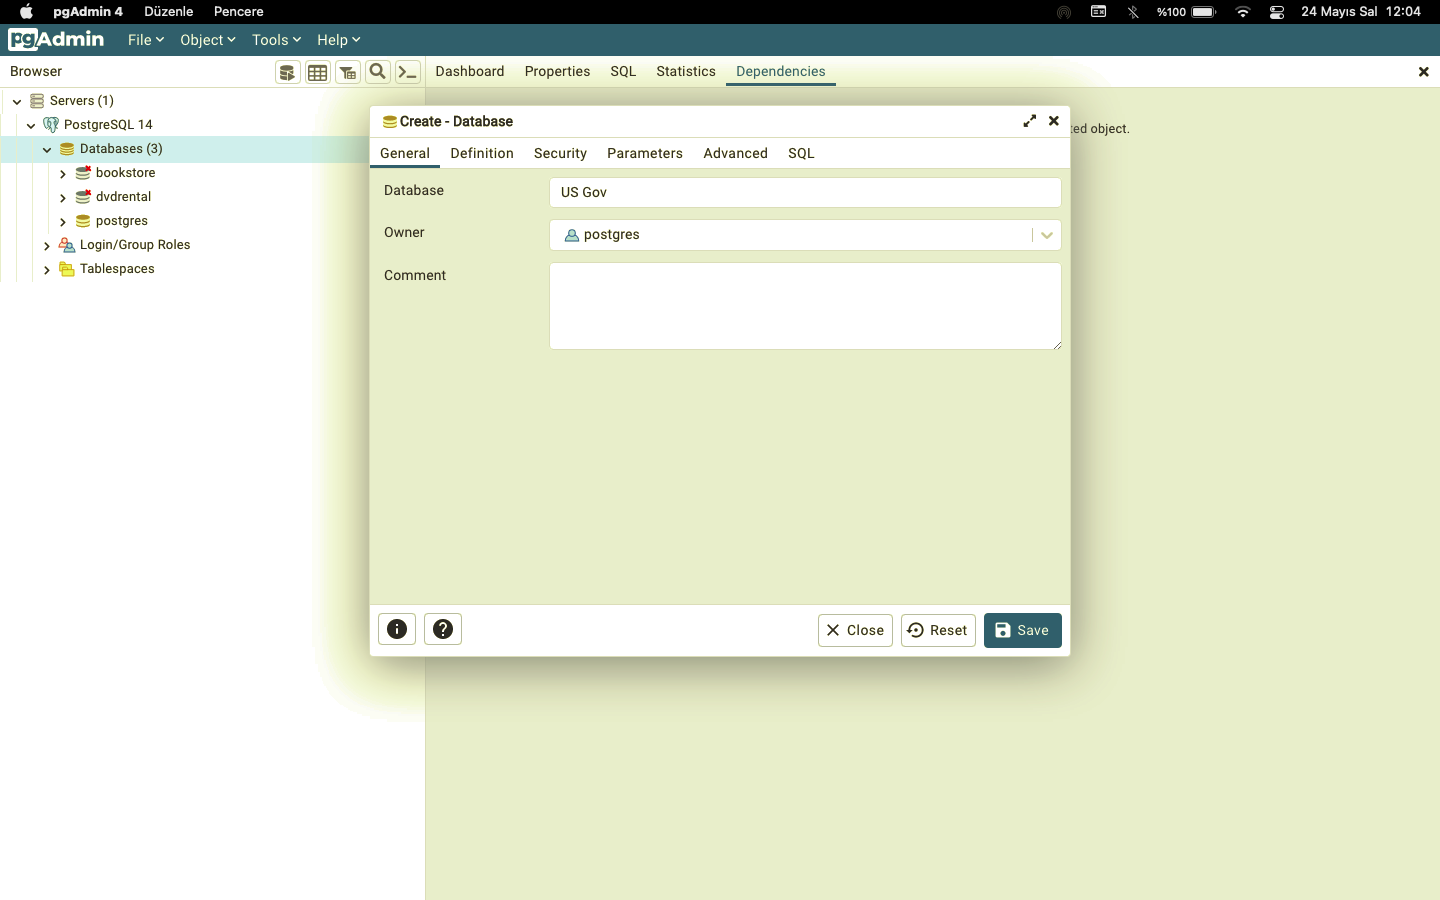 pgAdmin 4 Düzenle Pencere %100 24 Mayıs Sal 12:04
pgAdmin File Object Tools Help
Browser Dashboard Properties SQL Statistics Dependencies
Servers (1)
PostgreSQL 14
Databases (3)
bookstore
dvdrental
postgres
Login/Group Roles
Tablespaces
ted object.
Create - Database
General Definition Security Parameters Advanced SQL
Database US Gov
Owner postgres
Comment
Close Reset Save